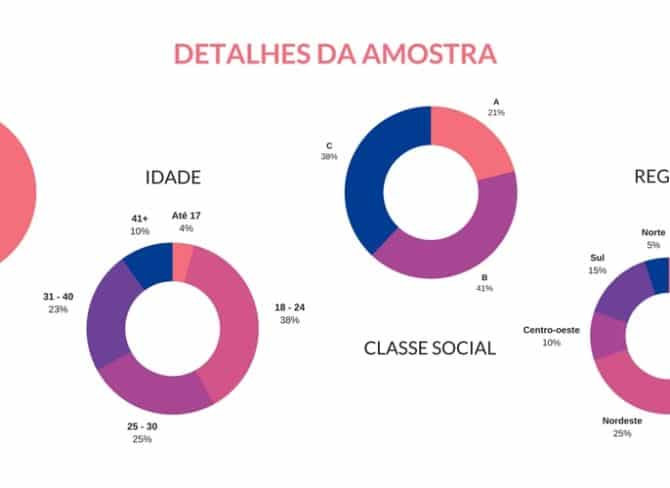 DETALHES DA AMOSTRA
IDADE
41+
10%
Até 17
4%
31 - 40
23%
18 - 24
38%
25 - 30
25%
A
21%
C
38%
B
41%
CLASSE SOCIAL
REG
Norte
5%
Sul
15%
Centro-oeste
10%
Nordeste
25%